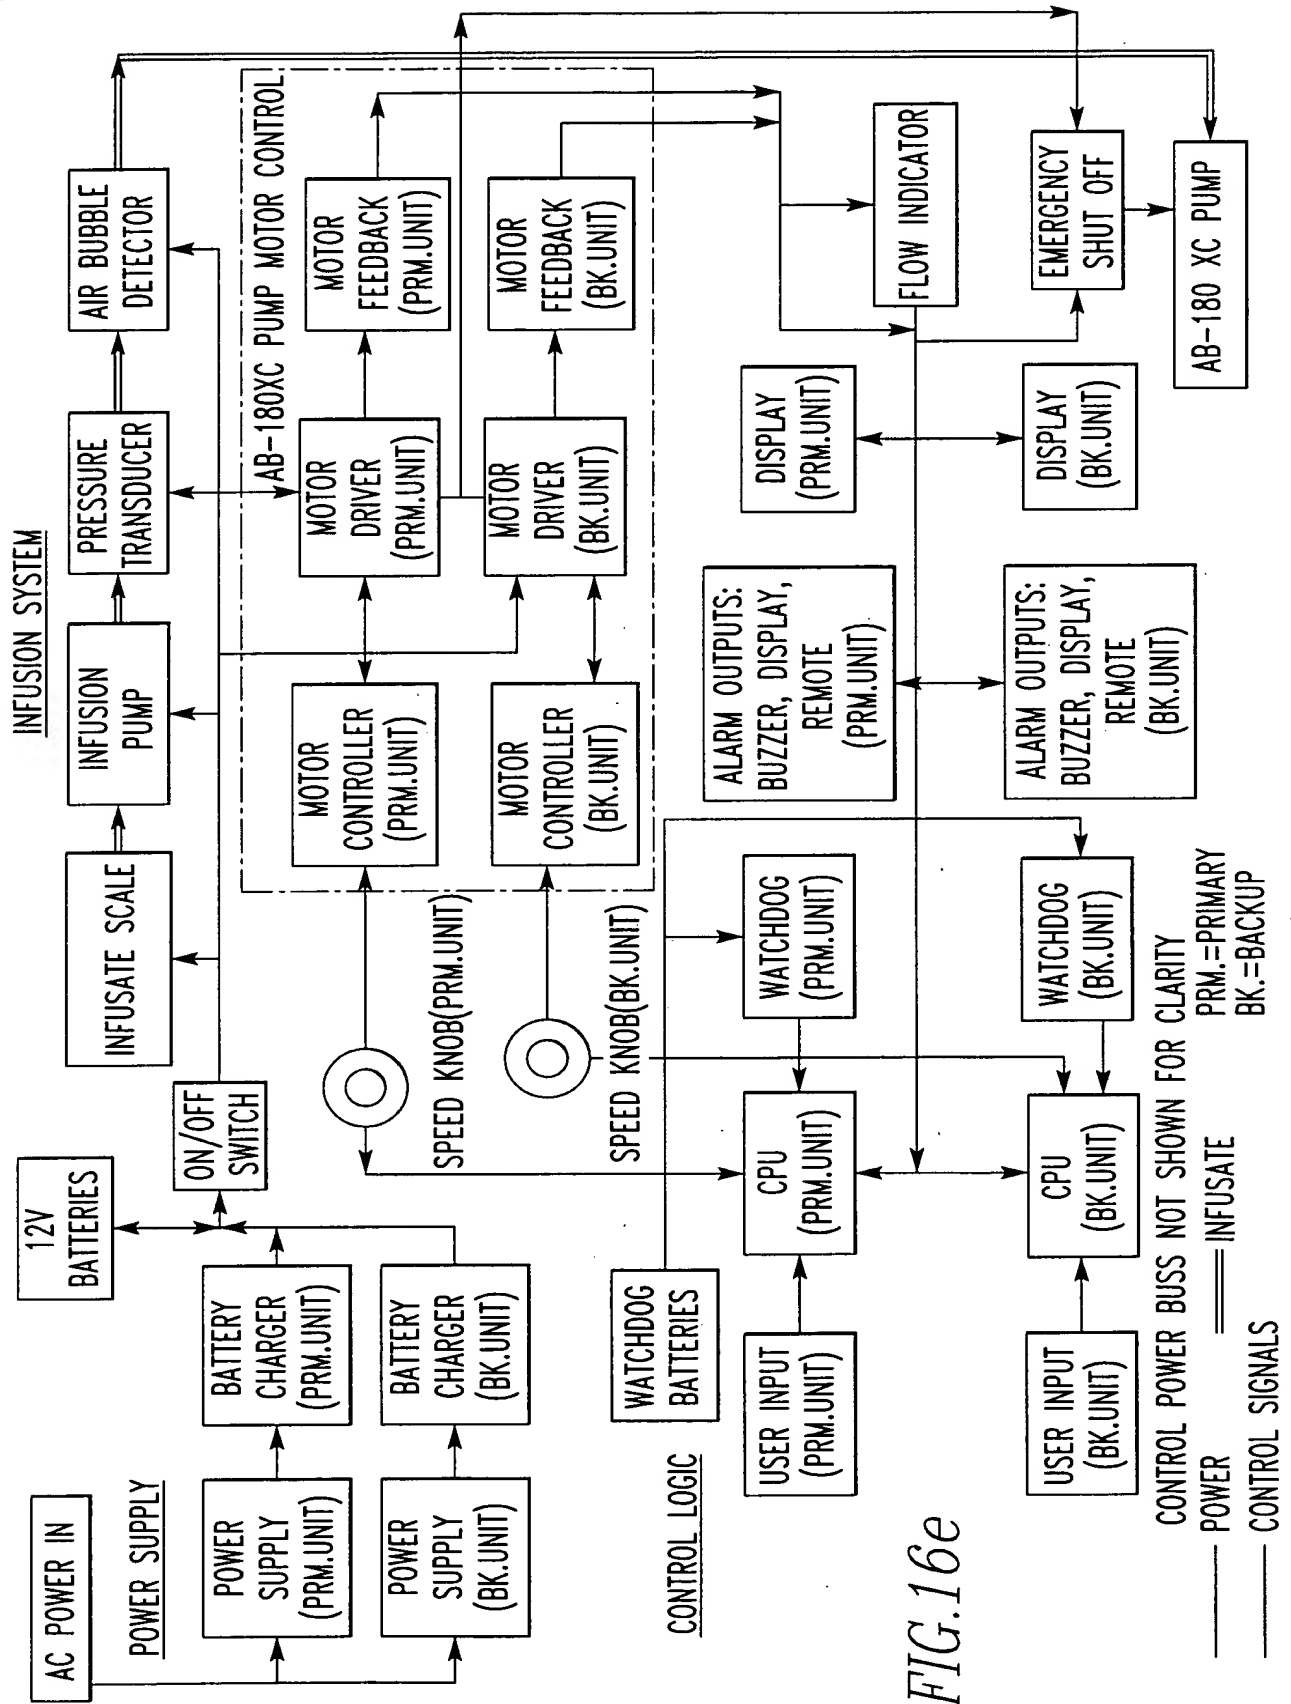 AC POWER IN
POWER SUPPLY
POWER
SUPPLY
(PRM.UNIT)
POWER
SUPPLY
(BK.UNIT)
BATTERY
CHARGER
(PRM.UNIT)
BATTERY
CHARGER
(BK.UNIT)
12V
BATTERIES
ON/OFF
SWITCH
INFUSION SYSTEM
INFUSATE SCALE
INFUSION
PUMP
PRESSURE
TRANSDUCER
AIR BUBBLE
DETECTOR
AB-180XC PUMP MOTOR CONTROL
MOTOR
CONTROLLER
(PRM.UNIT)
MOTOR
DRIVER
(PRM.UNIT)
MOTOR
FEEDBACK
(PRM.UNIT)
MOTOR
CONTROLLER
(BK.UNIT)
MOTOR
DRIVER
(BK.UNIT)
MOTOR
FEEDBACK
(BK.UNIT)
SPEED KNOB(PRM.UNIT)
SPEED KNOB(BK.UNIT)
CONTROL LOGIC
WATCHDOG
BATTERIES
USER INPUT
(PRM.UNIT)
CPU
(PRM.UNIT)
WATCHDOG
(PRM.UNIT)
ALARM OUTPUTS:
BUZZER, DISPLAY,
REMOTE
(PRM.UNIT)
DISPLAY
(PRM.UNIT)
FLOW INDICATOR
USER INPUT
(BK.UNIT)
CPU
(BK.UNIT)
WATCHDOG
(BK.UNIT)
ALARM OUTPUTS:
BUZZER, DISPLAY,
REMOTE
(BK.UNIT)
DISPLAY
(BK.UNIT)
EMERGENCY
SHUT OFF
AB-180 XC PUMP
CONTROL POWER BUSS NOT SHOWN FOR CLARITY
POWER
INFUSATE
PRM.=PRIMARY
CONTROL SIGNALS
BK.=BACKUP
FIG.16e